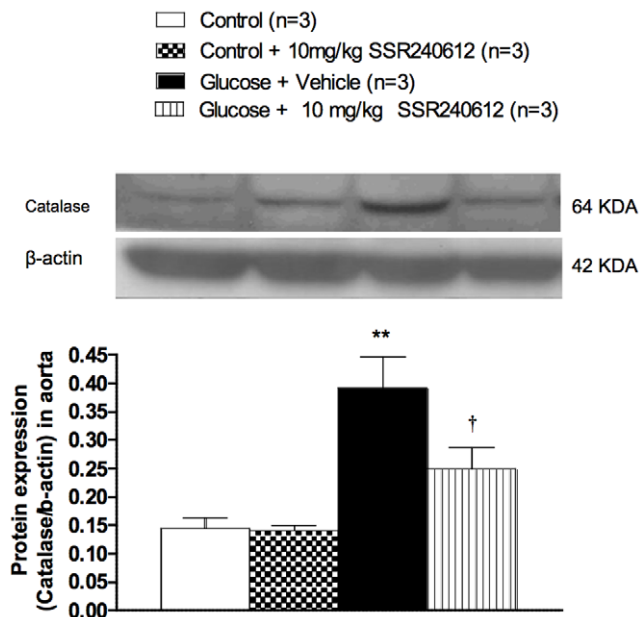 Control (n=3)
Control + 10mg/kg SSR240612 (n=3)
Glucose + Vehicle (n=3)
Glucose + 10 mg/kg SSR240612 (n=3)
Catalase
64 KDA
β-actin
42 KDA
Protein expression
(Catalase/b-actin) in aorta
0.45
0.40
0.35
0.30
0.25
0.20
0.15
0.10
0.05
0.00
**
†